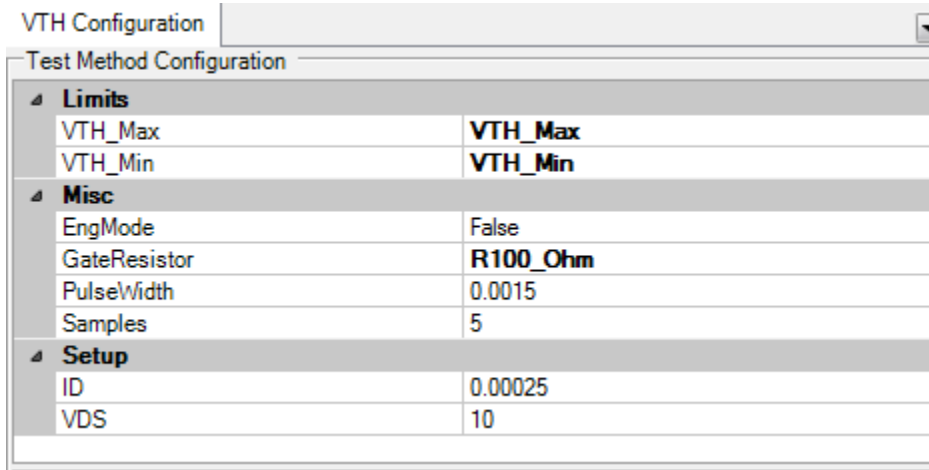 VTH Configuration
Test Method Configuration
Limits
VTH_Max VTH_Max
VTH_Min VTH_Min
Misc
EngMode False
GateResistor R100_Ohm
PulseWidth 0.0015
Samples 5
Setup
ID 0.00025
VDS 10